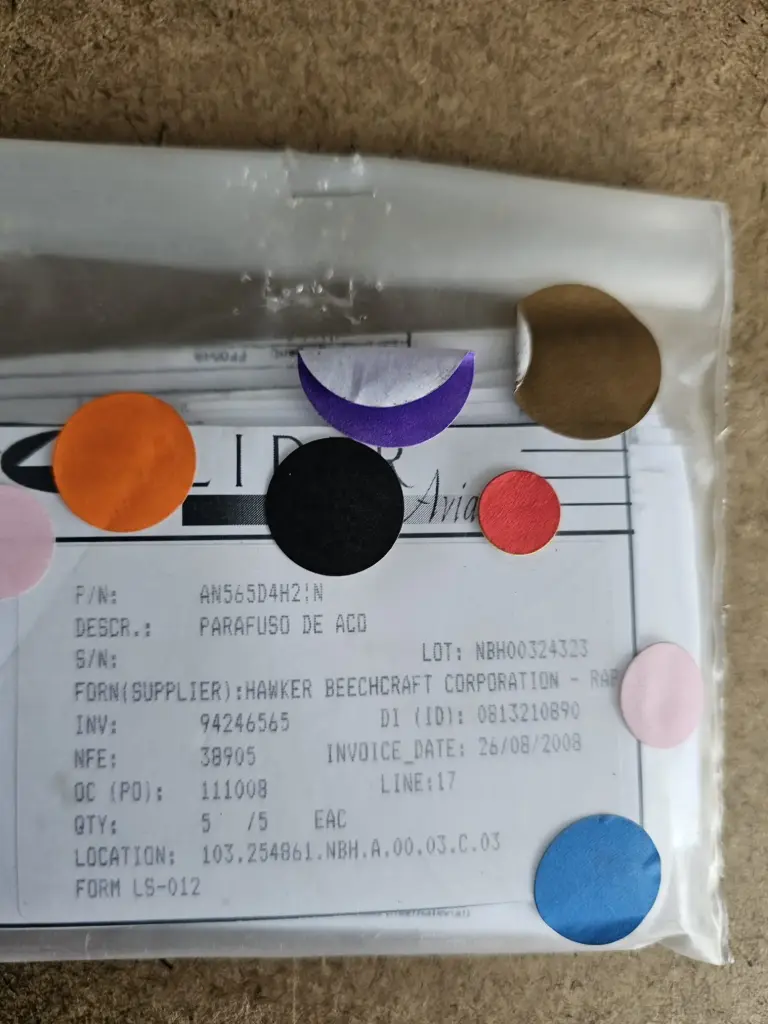 Avia
P/N: AN565D4H2!N
DESCR.: PARAFUSO DE ACO
S/N: LOT: NBH00324323
FORN(SUPPLIER):HAWKER BEECHCRAFT CORPORATION - RAP
INV: 94246565 DI (ID): 0813210890
NFE: 38905 INVOICE_DATE: 26/08/2008
OC (PO): 111008 LINE:17
QTY: 5 /5 EAC
LOCATION: 103.254861.NBH.A.00.03.C.03
FORM LS-012